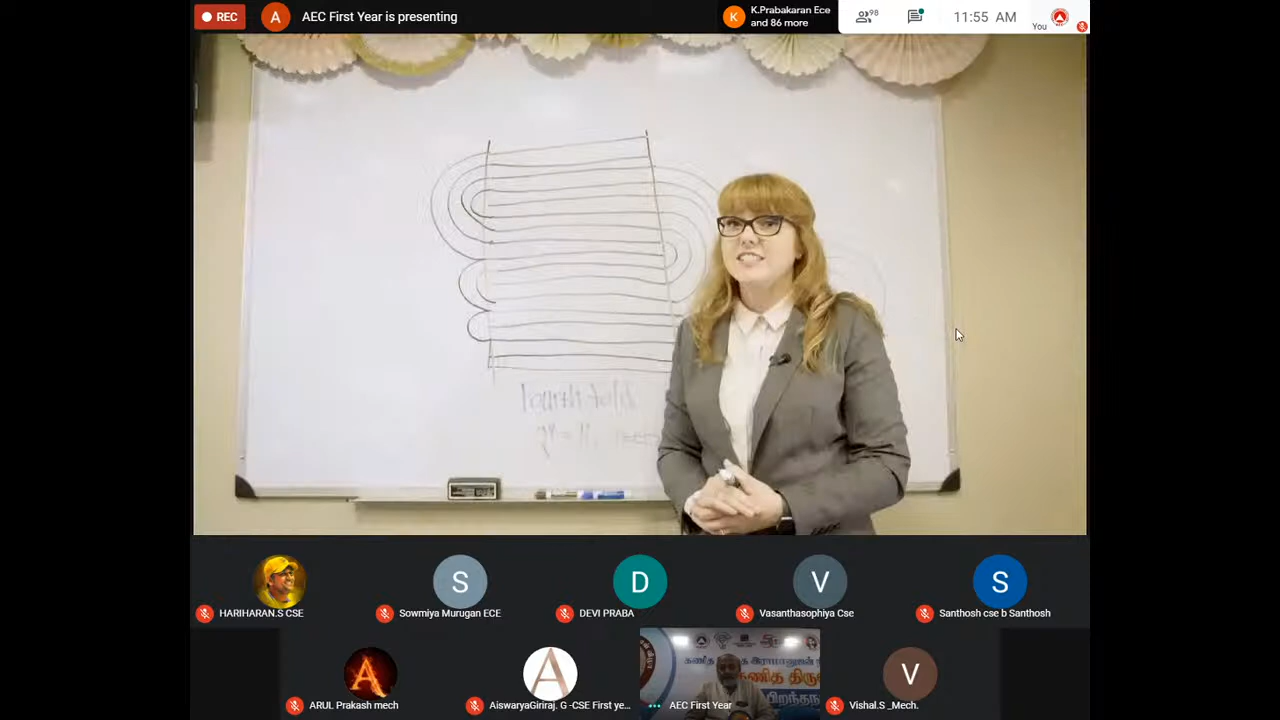 REC
A
AEC First Year is presenting
K
K.Prabakaran Ece
and 86 more
98
11:55 AM
You
HARIHARAN.S CSE
S
Sowmiya Murugan ECE
D
DEVI PRABA
V
Vasanthasophiya Cse
S
Santhosh cse b Santhosh
A
ARUL Prakash mech
A
AiswaryaGiriraj. G -CSE First ye...
AEC First Year
V
Vishal.S _Mech.